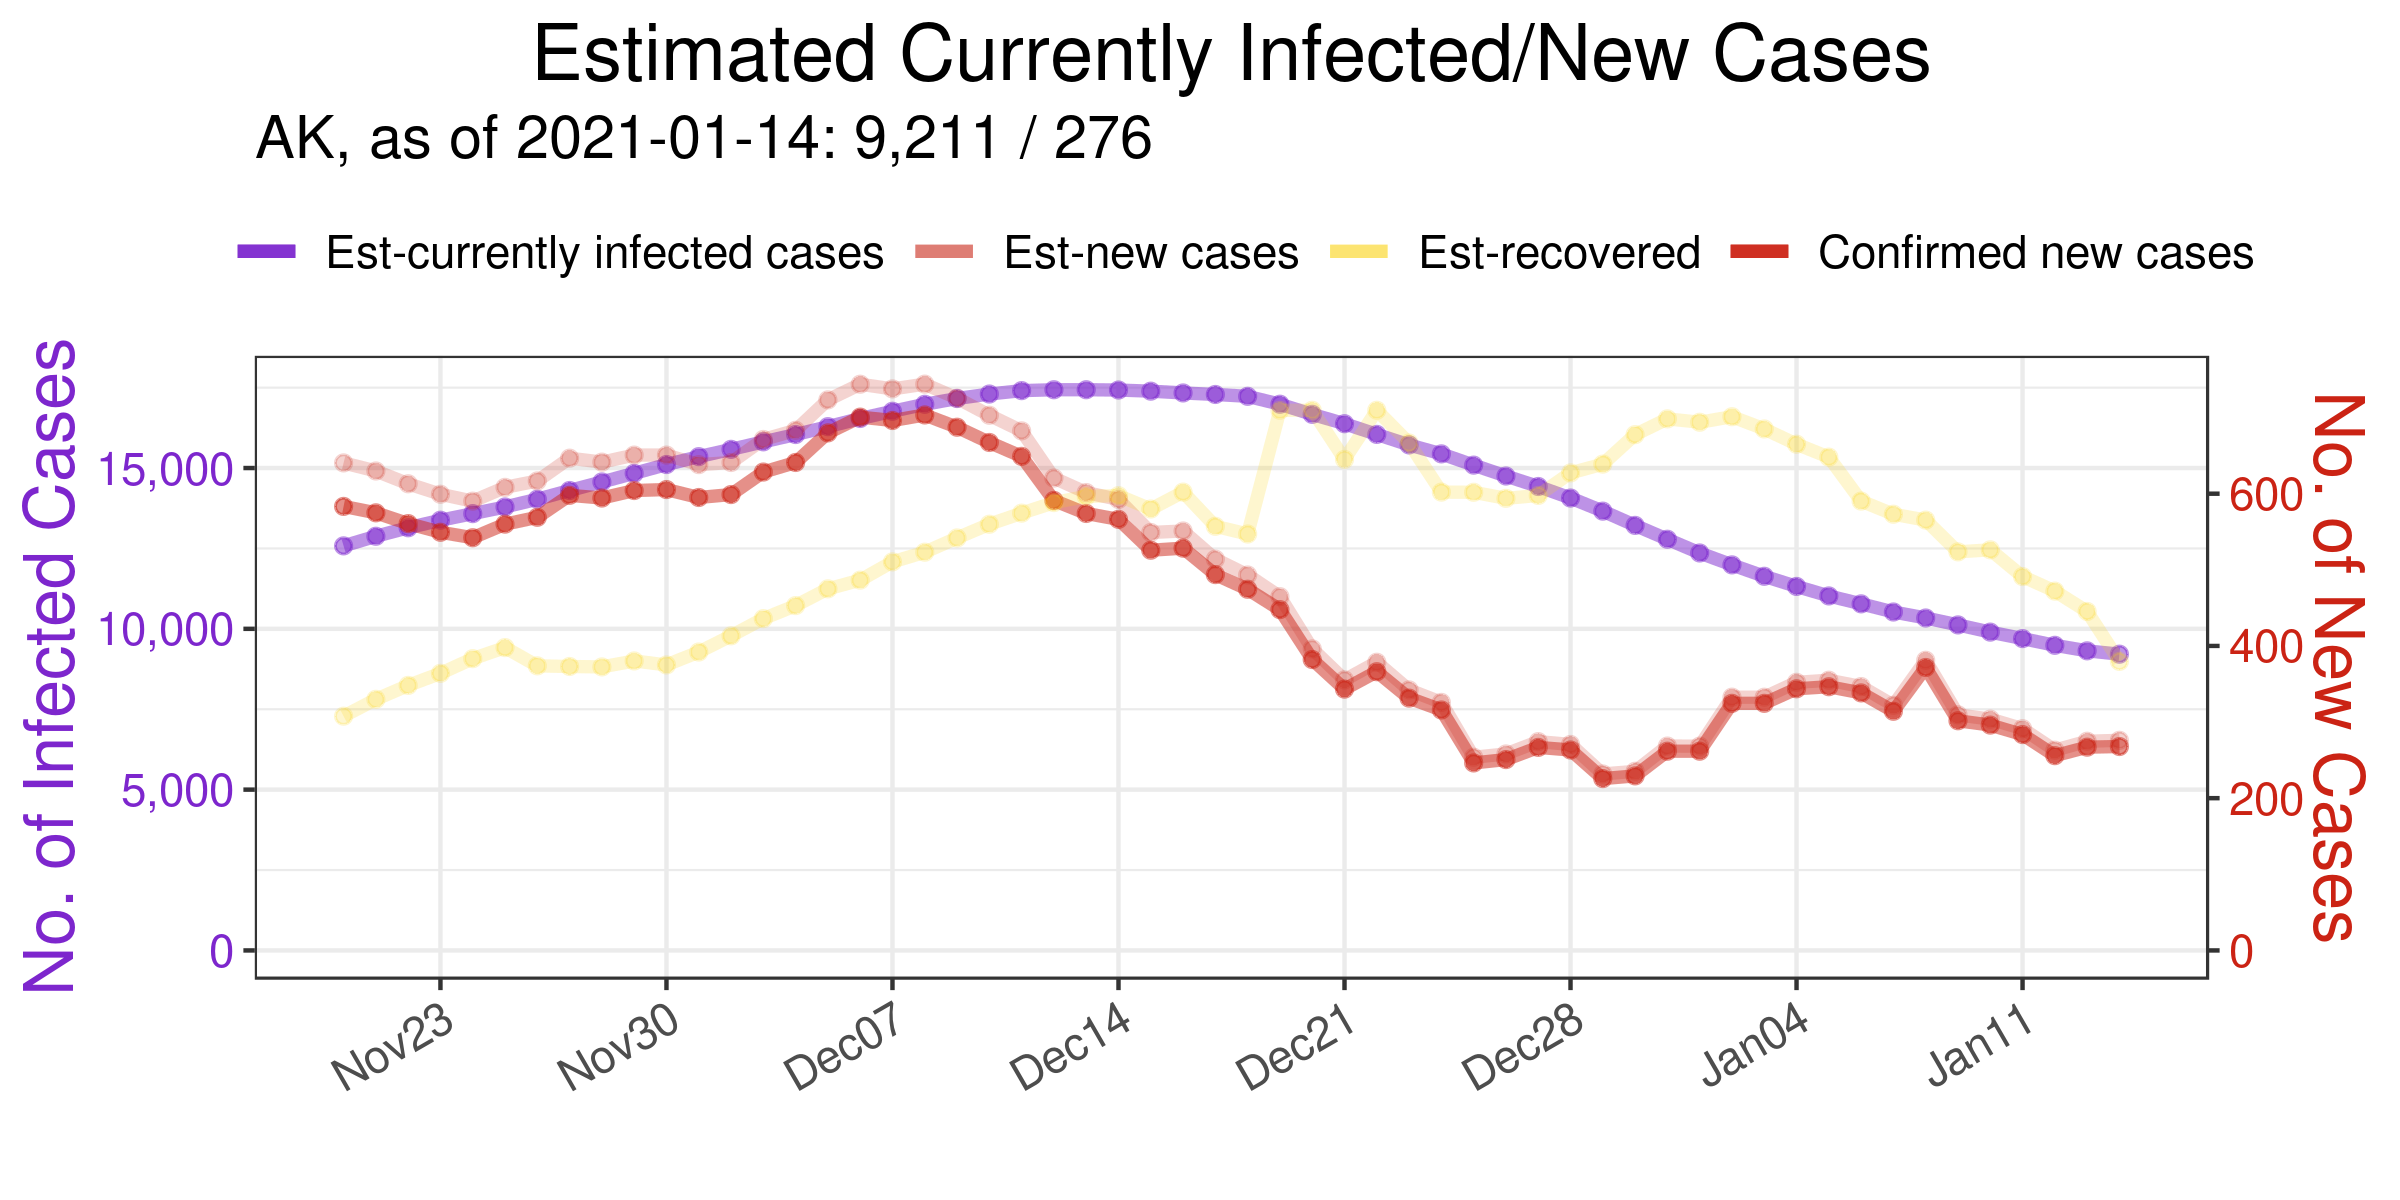 Estimated Currently Infected/New Cases
AK, as of 2021-01-14: 9,211 / 276
Est-currently infected cases Est-new cases Est-recovered Confirmed new cases
No. of Infected Cases
15,000
10,000
5,000
0
600
400
200
0
No. of New Cases
Nov23 Nov30 Dec07 Dec14 Dec21 Dec28 Jan04 Jan11